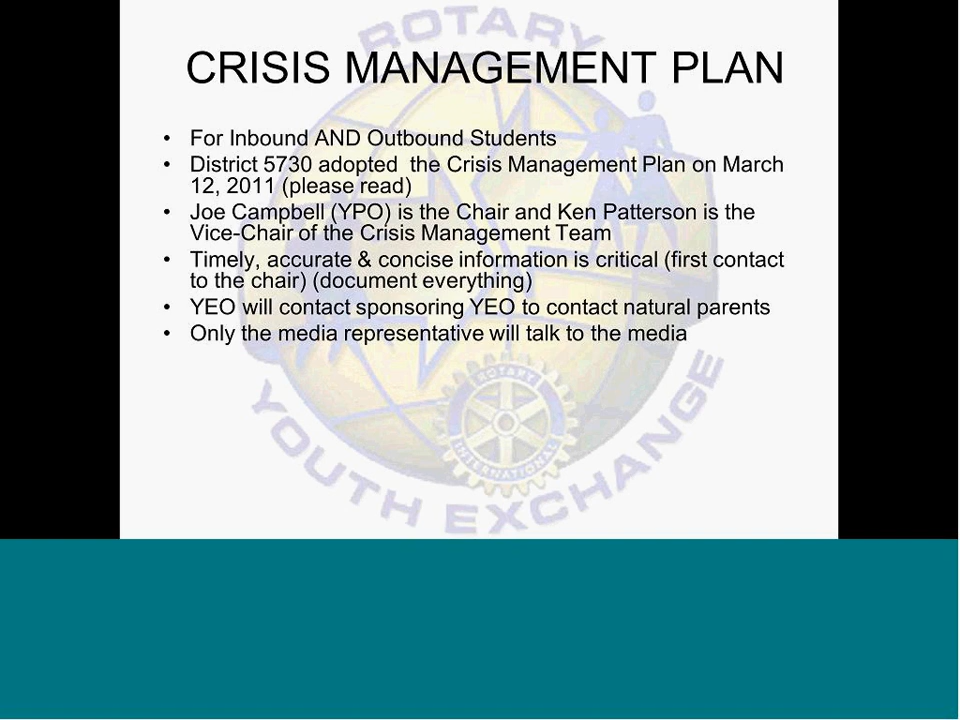 ROTARY
CRISIS MANAGEMENT PLAN
• For Inbound AND Outbound Students
• District 5730 adopted  the Crisis Management Plan on March
12, 2011 (please read)
• Joe Campbell (YPO) is the Chair and Ken Patterson is the
Vice-Chair of the Crisis Management Team
• Timely, accurate & concise information is critical (first contact
to the chair) (document everything)
• YEO will contact sponsoring YEO to contact natural parents
• Only the media representative will talk to the media
ROTARY
INTERNATIONAL
YOUTH EXCHANGE